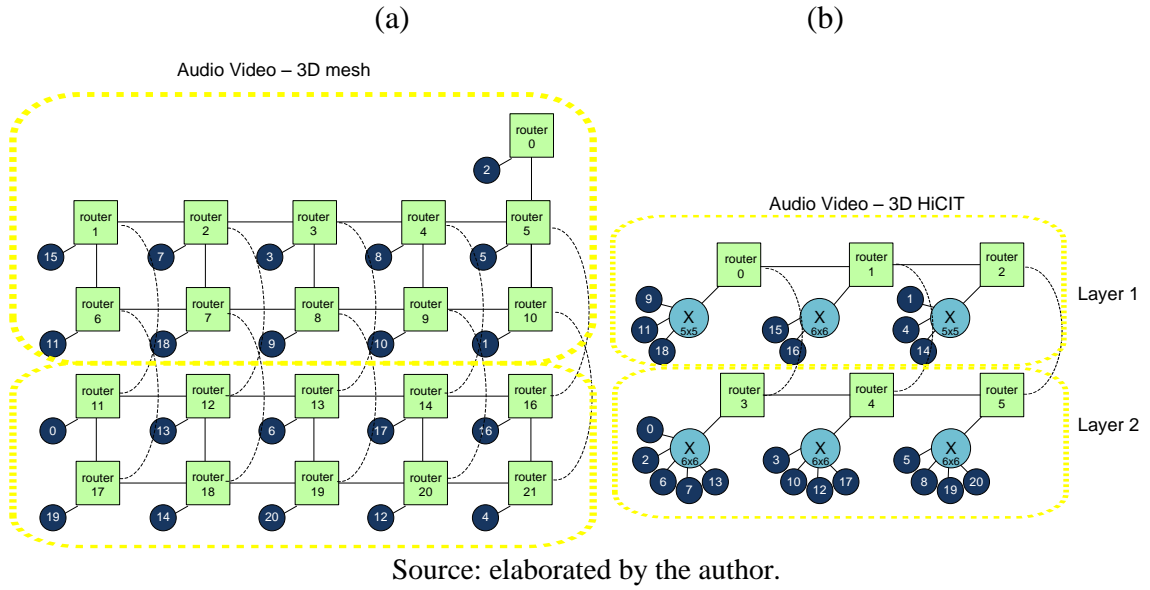 (a)
(b)
Audio Video – 3D mesh
router
0
2
router
1
router
2
router
3
router
4
router
5
15
7
3
8
5
router
6
router
7
router
8
router
9
router
10
11
18
9
10
1
router
11
router
12
router
13
router
14
router
16
0
13
6
17
16
router
17
router
18
router
19
router
20
router
21
19
14
20
12
4
Audio Video – 3D HiCIT
router
0
router
1
router
2
Layer 1
9
11
18
X
5x5
15
16
X
6x6
1
4
14
X
5x5
router
3
router
4
router
5
Layer 2
0
2
6
7
13
X
6x6
3
10
12
17
X
6x6
5
8
19
20
X
6x6
Source: elaborated by the author.